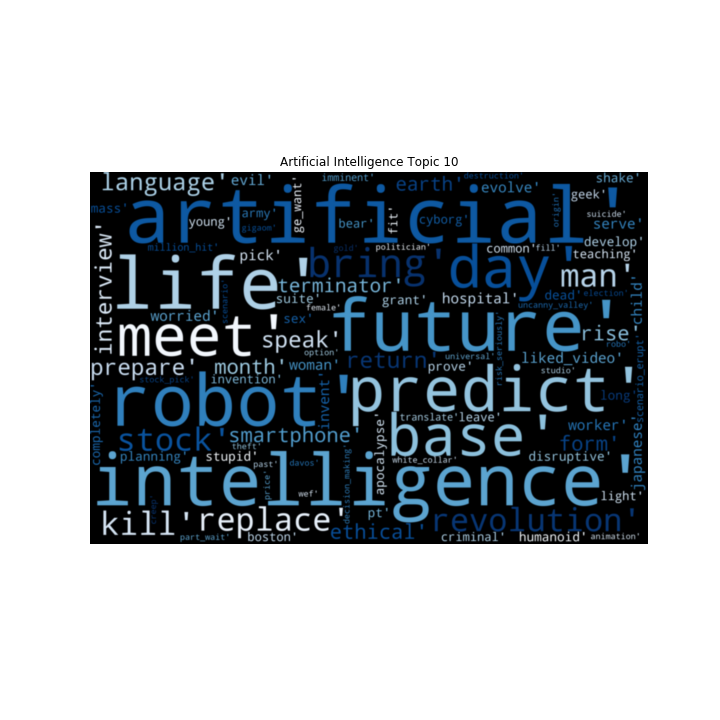 Artificial Intelligence Topic 10
language'
evil'
imminent'
destruction'
shake'
mass'
young'
army'
gigaom'
ge_want'
artificial'
bear'
fit'
earth'
cyborg'
evolve'
origin'
geek'
suicide'
serve'
million_hit'
pick'
gold'
politician'
common'
fill'
develop'
teaching'
interview'
life'
scenario'
terminator'
bring'
day'
man'
child'
suite'
female'
grant'
hospital'
dead'
election'
uncanny_valley'
worried'
sex'
meet'
speak'
option'
future'
rise'
robo'
prepare'
month'
woman'
return'
universal'
prove'
risk_seriously'
liked_video'
studio'
stock_pick'
invention'
invent'
robot'
predict'
long'
scenario_erupt'
completely'
stock'
smartphone'
theft'
apocalypse'
translate'
leave'
base'
worker'
form'
japanese'
planning'
stupid'
past'
davos'
decision_making'
white_collar'
disruptive'
intelligence'
price'
wef'
light'
kill'
replace'
pt'
revolution'
part_wait'
boston'
ethical'
criminal'
humanoid'
animation'